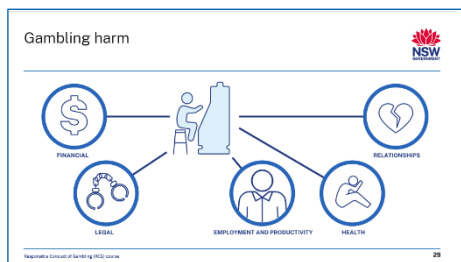 Gambling harm
NSW
GOVERNMENT
$
FINANCIAL
RELATIONSHIPS
LEGAL
EMPLOYMENT AND PRODUCTIVITY
HEALTH
Responsible Conduct of Gambling (RCG) course
29